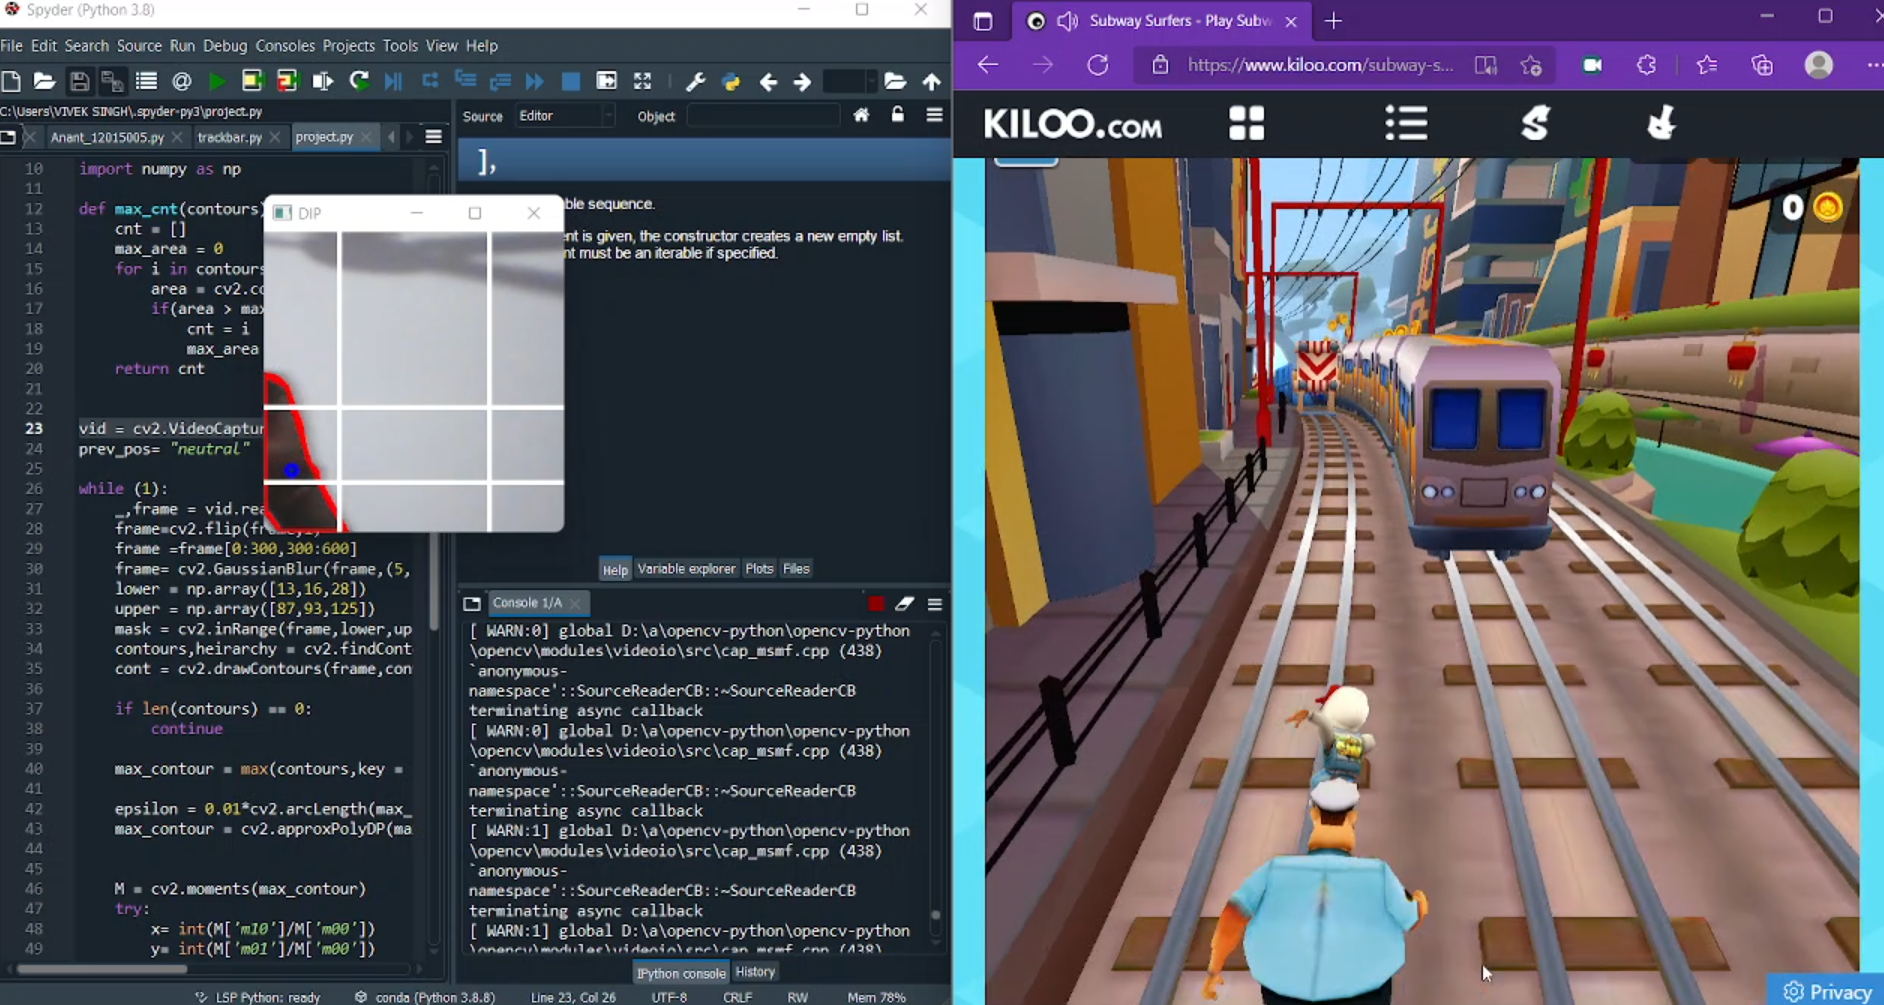 Spyder (Python 3.8)
File Edit Search Source Run Debug Consoles Projects Tools View Help
C:\Users\VIVEK SINGH\.spyder-py3\project.py
Anant_12015005.py trackbar.py project.py
10 import numpy as np
11
12 def max_cnt(contours)
13 cnt = []
14 max_area = 0
15 for i in contours
16 area = cv2.co
17 if(area > max
18 cnt = i
19 max_area
20 return cnt
21
22
23 vid = cv2.VideoCaptur
24 prev_pos= "neutral"
25
26 while (1):
27 _,frame = vid.rea
28 frame=cv2.flip(fr
29 frame =frame[0:300,300:600]
30 frame= cv2.GaussianBlur(frame,(5,
31 lower = np.array([13,16,28])
32 upper = np.array([87,93,125])
33 mask = cv2.inRange(frame,lower,up
34 contours,heirarchy = cv2.findCont
35 cont = cv2.drawContours(frame,con
36
37 if len(contours) == 0:
38 continue
39
40 max_contour = max(contours,key =
41
42 epsilon = 0.01*cv2.arcLength(max_
43 max_contour = cv2.approxPolyDP(ma
44
45
46 M = cv2.moments(max_contour)
47 try:
48 x= int(M['m10']/M['m00'])
49 y= int(M['m01']/M['m00'])
DIP
Source Editor Object
],
ble sequence.
ent is given, the constructor creates a new empty list.
nt must be an iterable if specified.
Help Variable explorer Plots Files
Console 1/A
[ WARN:0] global D:\a\opencv-python\opencv-python
\opencv\modules\videoio\src\cap_msmf.cpp (438)
`anonymous-
namespace'::SourceReaderCB::~SourceReaderCB
terminating async callback
[ WARN:0] global D:\a\opencv-python\opencv-python
\opencv\modules\videoio\src\cap_msmf.cpp (438)
`anonymous-
namespace'::SourceReaderCB::~SourceReaderCB
terminating async callback
[ WARN:1] global D:\a\opencv-python\opencv-python
\opencv\modules\videoio\src\cap_msmf.cpp (438)
`anonymous-
namespace'::SourceReaderCB::~SourceReaderCB
terminating async callback
[ WARN:1] global D:\a\opencv-python\opencv-python
\opencv\modules\videoio\src\cap_msmf.cpp (438)
IPython console History
LSP Python: ready conda (Python 3.8.8) Line 23, Col 26 UTF-8 CRLF RW Mem 78%
Subway Surfers - Play Subw
https://www.kiloo.com/subway-s...
KILOO.COM
0
Privacy